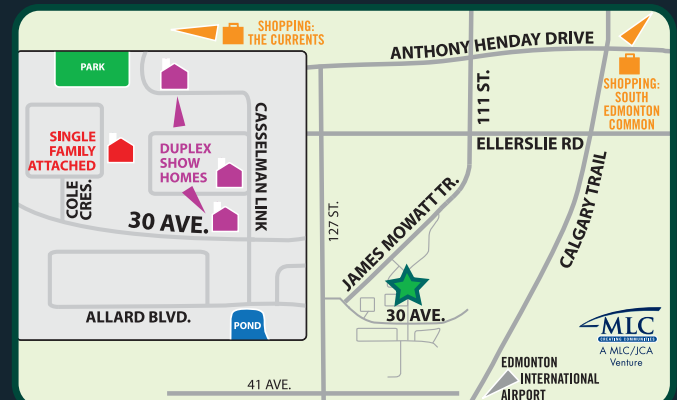 SHOPPING:
THE CURRENTS
ANTHONY HENDAY DRIVE
SHOPPING:
SOUTH
EDMONTON
COMMON
PARK
111 ST.
ELLERSLIE RD
SINGLE
FAMILY
ATTACHED
DUPLEX
SHOW
HOMES
CASSELMAN LINK
COLE
CRES.
30 AVE.
127 ST.
JAMES MOWATT TR.
CALGARY TRAIL
30 AVE.
ALLARD BLVD.
POND
MLC
CREATING COMMUNITIES
A MLC/JCA
Venture
EDMONTON
INTERNATIONAL
AIRPORT
41 AVE.